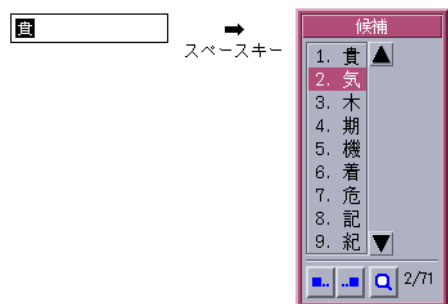 貴
➡
スペースキー
候補
1. 貴
2. 気
3. 木
4. 期
5. 機
6. 着
7. 危
8. 記
9. 紀
2/71